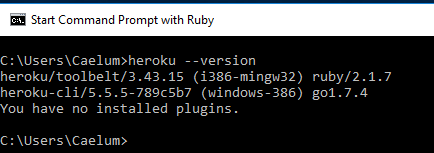 Start Command Prompt with Ruby
C:\Users\Caelum>heroku --version
heroku/toolbelt/3.43.15 (i386-mingw32) ruby/2.1.7
heroku-cli/5.5.5-789c5b7 (windows-386) go1.7.4
You have no installed plugins.
C:\Users\Caelum>